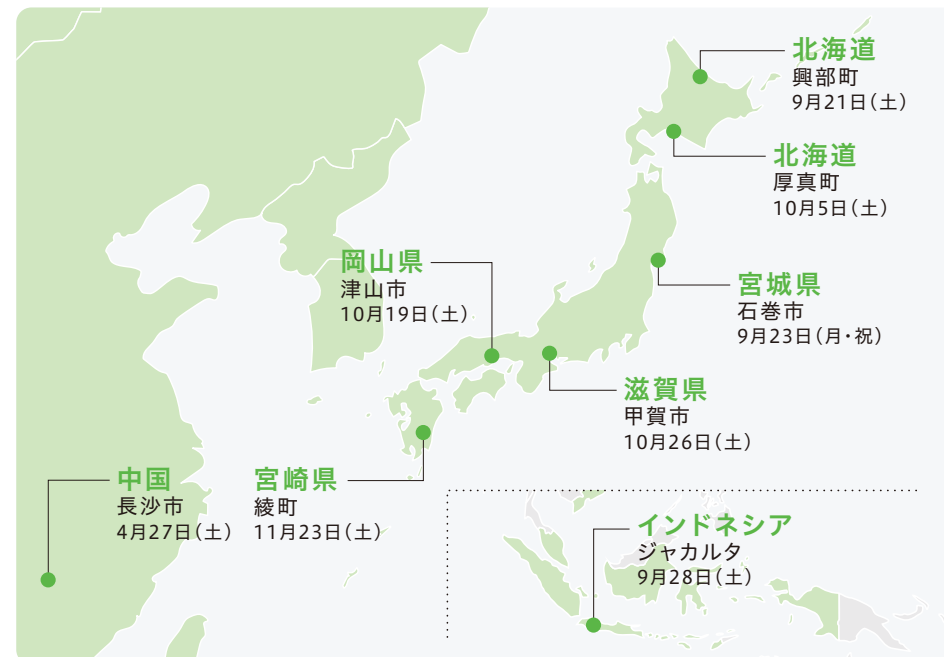 北海道
興部町
9月21日(土)
北海道
厚真町
10月5日(土)
岡山県
津山市
10月19日(土)
宮城県
石巻市
9月23日(月・祝)
滋賀県
甲賀市
10月26日(土)
中国
長沙市
4月27日(土)
宮崎県
綾町
11月23日(土)
インドネシア
ジャカルタ
9月28日(土)